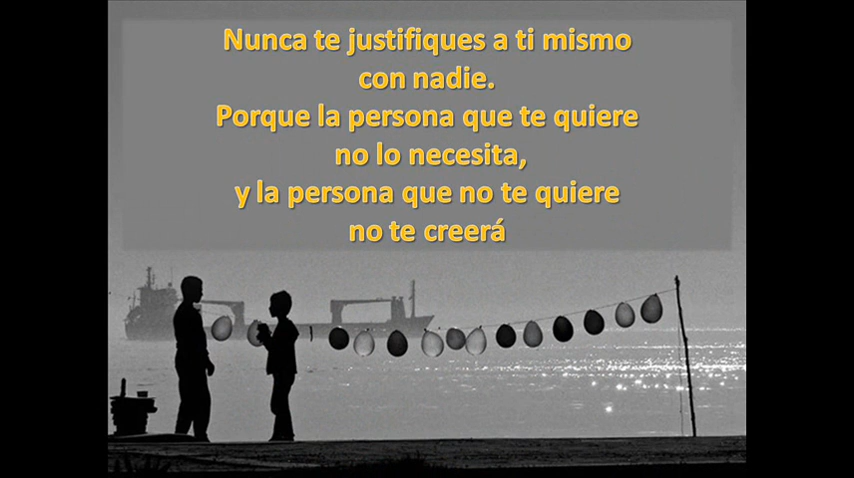 Nunca te justifiques a ti mismo
con nadie.
Porque la persona que te quiere
no lo necesita,
y la persona que no te quiere
no te creerá